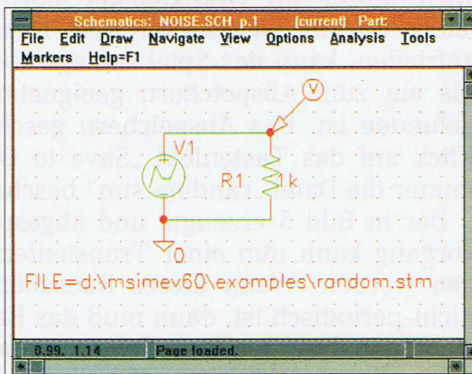 Schematics: NOISE.SCH p.1 (current) Part:
File Edit Draw Navigate View Options Analysis Tools
Markers Help=F1
V
V1
R1 1k
0
FILE=d:\msimev60\examples\random.stm
0.99, 1.14 Page loaded.